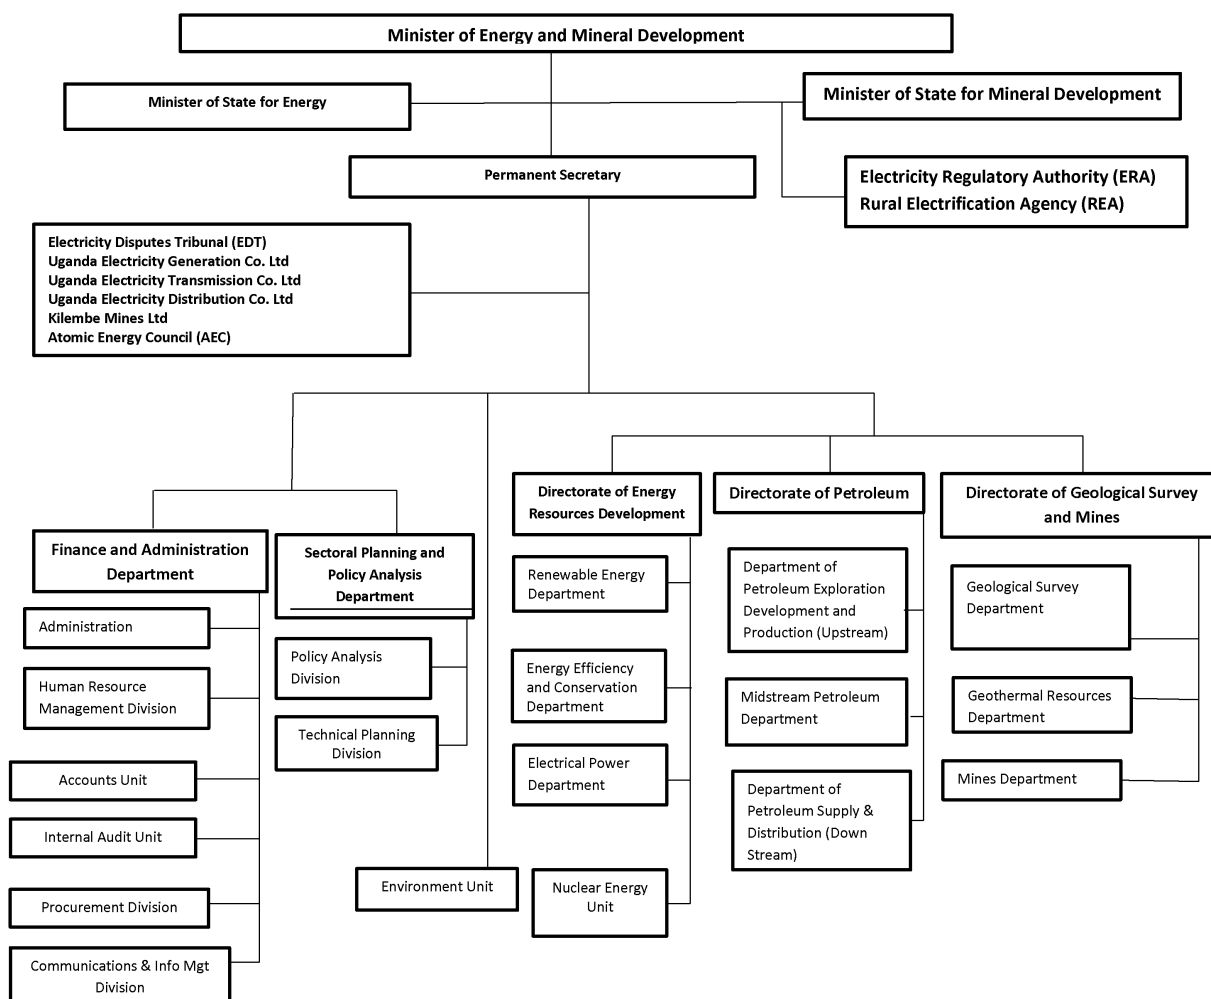 Minister of Energy and Mineral Development
Minister of State for Energy
Minister of State for Mineral Development
Permanent Secretary
Electricity Regulatory Authority (ERA)
Rural Electrification Agency (REA)
Electricity Disputes Tribunal (EDT)
Uganda Electricity Generation Co. Ltd
Uganda Electricity Transmission Co. Ltd
Uganda Electricity Distribution Co. Ltd
Kilembe Mines Ltd
Atomic Energy Council (AEC)
Finance and Administration
Department
Administration
Human Resource
Management Division
Accounts Unit
Internal Audit Unit
Procurement Division
Communications & Info Mgt
Division
Sectoral Planning and
Policy Analysis
Department
Policy Analysis
Division
Technical Planning
Division
Environment Unit
Directorate of Energy
Resources Development
Renewable Energy
Department
Energy Efficiency
and Conservation
Department
Electrical Power
Department
Nuclear Energy
Unit
Directorate of Petroleum
Department of
Petroleum Exploration
Development and
Production (Upstream)
Midstream Petroleum
Department
Department of
Petroleum Supply &
Distribution (Down
Stream)
Directorate of Geological Survey
and Mines
Geological Survey
Department
Geothermal Resources
Department
Mines Department